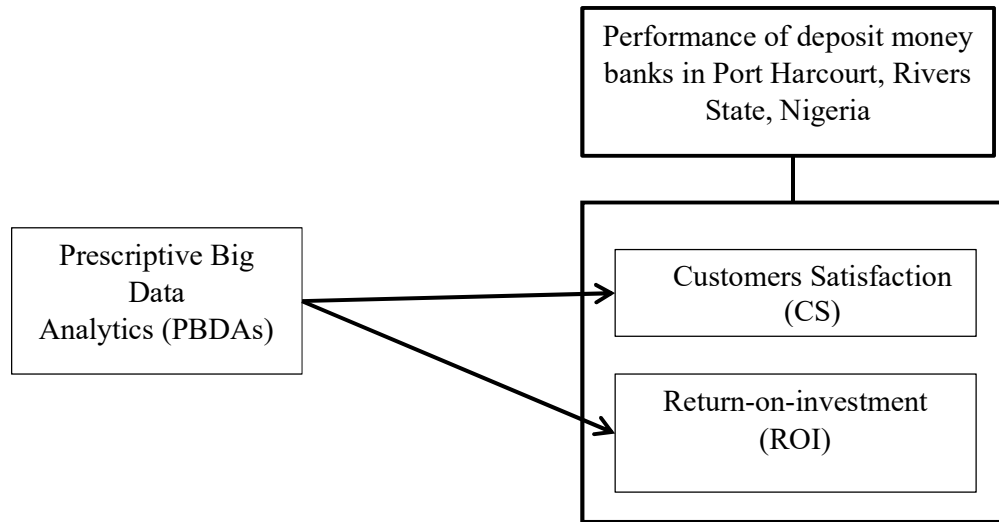 Performance of deposit money
banks in Port Harcourt, Rivers
State, Nigeria
Prescriptive Big
Data
Analytics (PBDAs)
Customers Satisfaction
(CS)
Return-on-investment
(ROI)